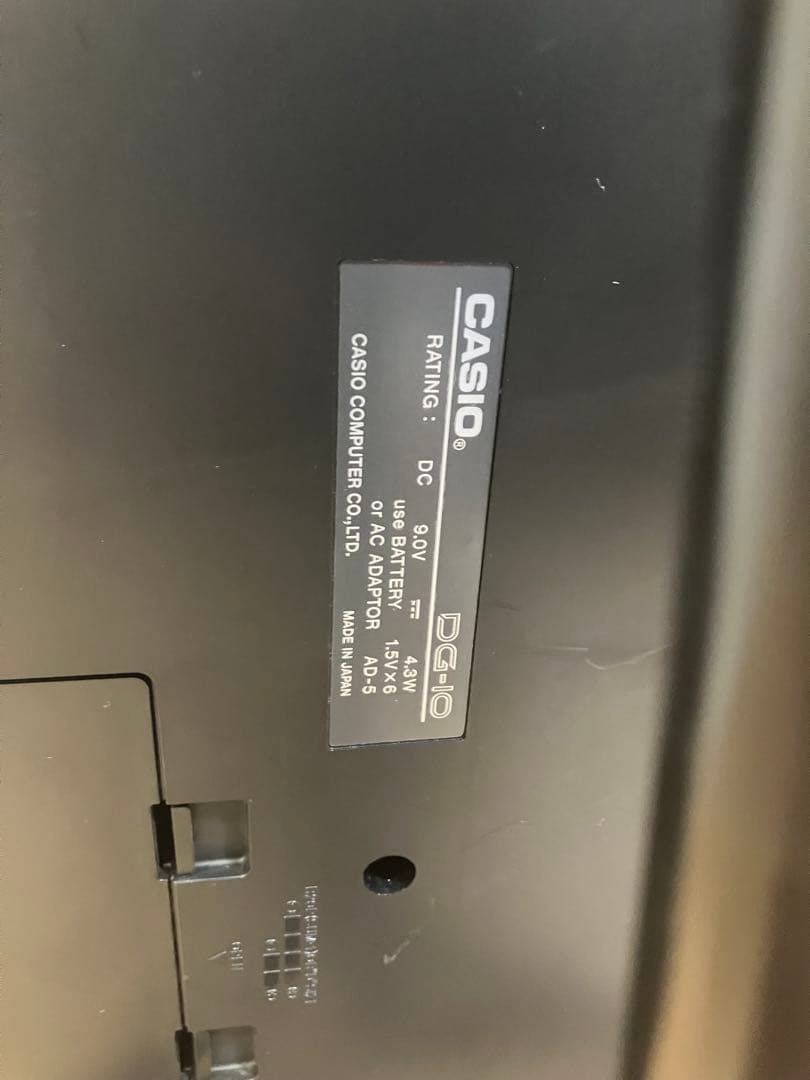 CASIO® DG-10
RATING : DC 9.0V ⎓ 4.3W
use BATTERY 1.5V×6
or AC ADAPTOR AD-5
CASIO COMPUTER CO.,LTD. MADE IN JAPAN